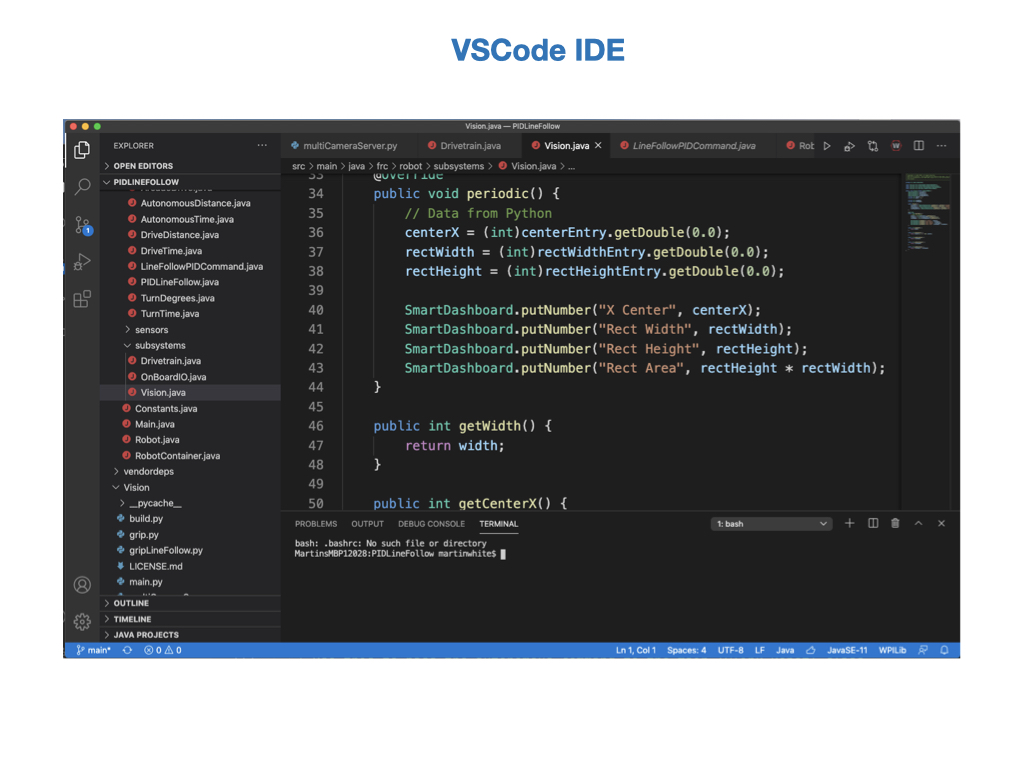 VSCode IDE
Vision.java — PIDLineFollow
EXPLORER
OPEN EDITORS
PIDLINEFOLLOW
AutonomousDistance.java
AutonomousTime.java
DriveDistance.java
DriveTime.java
LineFollowPIDCommand.java
PIDLineFollow.java
TurnDegrees.java
TurnTime.java
sensors
subsystems
Drivetrain.java
OnBoardIO.java
Vision.java
Constants.java
Main.java
Robot.java
RobotContainer.java
vendordeps
Vision
__pycache__
build.py
grip.py
gripLineFollow.py
LICENSE.md
main.py
OUTLINE
TIMELINE
JAVA PROJECTS
multiCameraServer.py Drivetrain.java Vision.java LineFollowPIDCommand.java Rob
src > main > java > frc > robot > subsystems > Vision.java > ...
33 @Override
34 public void periodic() {
35 // Data from Python
36 centerX = (int)centerEntry.getDouble(0.0);
37 rectWidth = (int)rectWidthEntry.getDouble(0.0);
38 rectHeight = (int)rectHeightEntry.getDouble(0.0);
39
40 SmartDashboard.putNumber("X Center", centerX);
41 SmartDashboard.putNumber("Rect Width", rectWidth);
42 SmartDashboard.putNumber("Rect Height", rectHeight);
43 SmartDashboard.putNumber("Rect Area", rectHeight * rectWidth);
44 }
45
46 public int getWidth() {
47 return width;
48 }
49
50 public int getCenterX() {
PROBLEMS OUTPUT DEBUG CONSOLE TERMINAL 1: bash
bash: .bashrc: No such file or directory
MartinsMBP12028:PIDLineFollow martinwhite$
main* 0 0 Ln 1, Col 1 Spaces: 4 UTF-8 LF Java JavaSE-11 WPILib